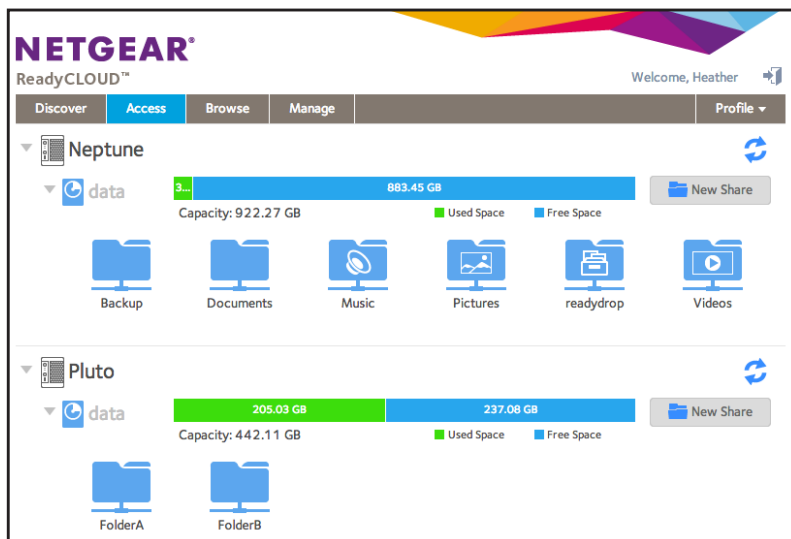 NETGEAR®
ReadyCLOUD™
Welcome, Heather
Discover Access Browse Manage Profile
Neptune
data 3... 883.45 GB New Share
Capacity: 922.27 GB Used Space Free Space
Backup Documents Music Pictures readydrop Videos
Pluto
data 205.03 GB 237.08 GB New Share
Capacity: 442.11 GB Used Space Free Space
FolderA FolderB